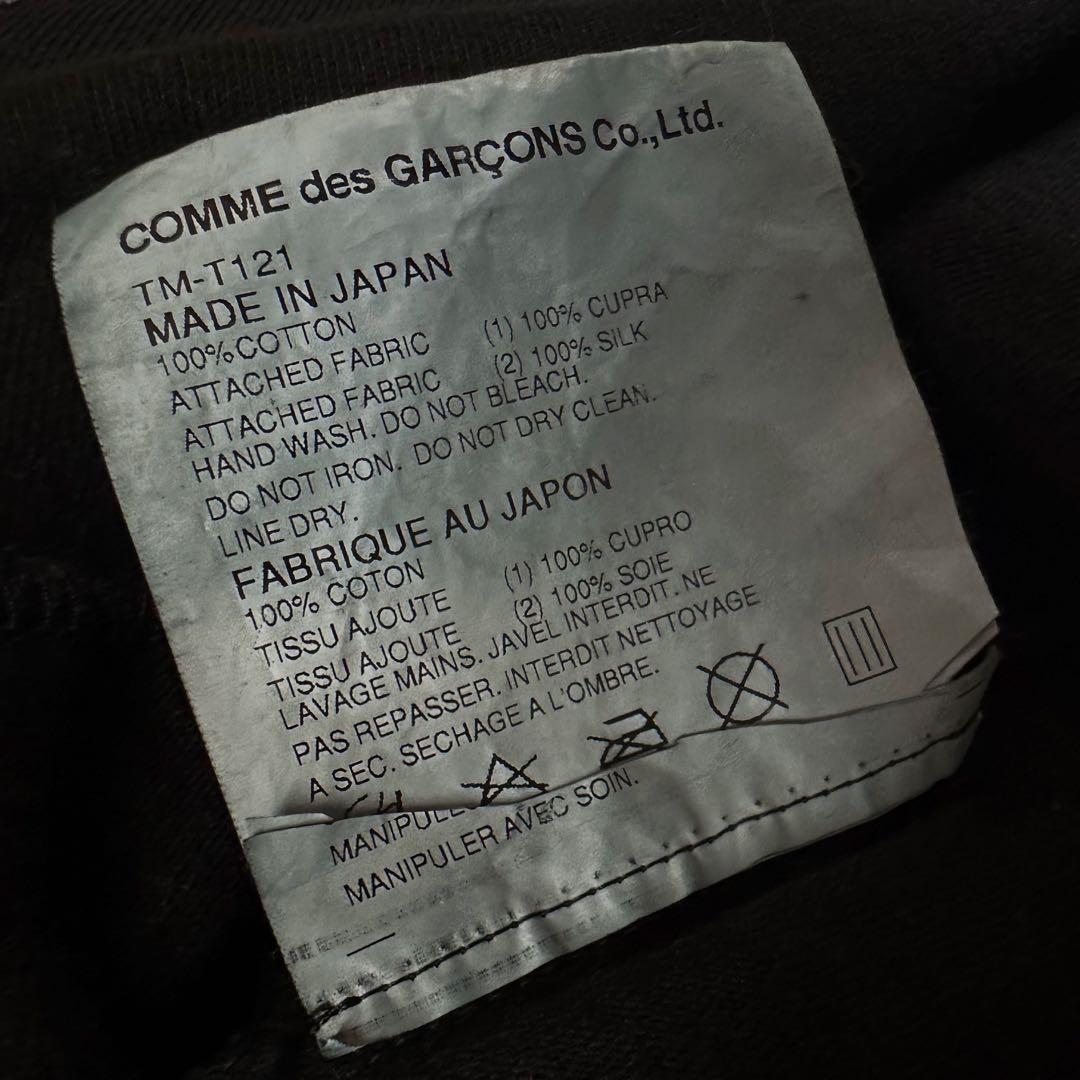 COMME des GARÇONS Co.,Ltd.
TM-T121
MADE IN JAPAN
100% COTTON
ATTACHED FABRIC (1) 100% CUPRA
ATTACHED FABRIC (2) 100% SILK
HAND WASH. DO NOT BLEACH.
DO NOT IRON. DO NOT DRY CLEAN.
LINE DRY.
FABRIQUE AU JAPON
100% COTON
TISSU AJOUTE (1) 100% CUPRO
TISSU AJOUTE (2) 100% SOIE
LAVAGE MAINS. JAVEL INTERDIT. NE
PAS REPASSER. INTERDIT NETTOYAGE
A SEC. SECHAGE A L'OMBRE.
MANIPULER AVEC SOIN.